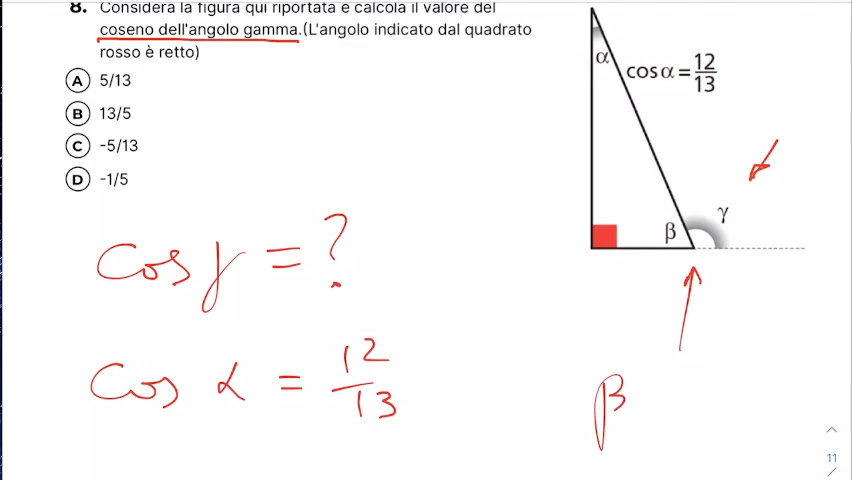 8. Considera la figura qui riportata e calcola il valore del
coseno dell'angolo gamma.(L'angolo indicato dal quadrato
rosso è retto)
A 5/13
B 13/5
C -5/13
D -1/5
α
cos α = 12/13
β
γ
cos γ = ?
cos α = 12/13
β
11